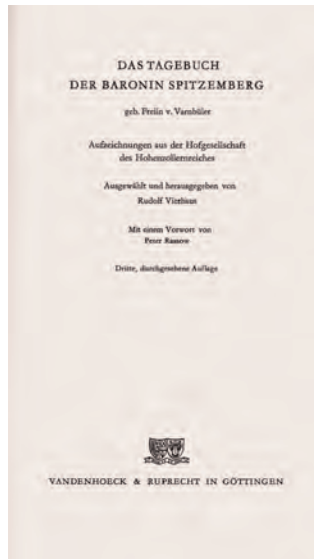 DAS TAGEBUCH
DER BARONIN SPITZEMBERG
geb. Freiin v. Varnbüler
Aufzeichnungen aus der Hofgesellschaft
des Hohenzollernreiches
Ausgewählt und herausgegeben von
Rudolf Vierhaus
Mit einem Vorwort von
Peter Rassow
Dritte, durchgesehene Auflage
VANDENHOECK & RUPRECHT IN GÖTTINGEN